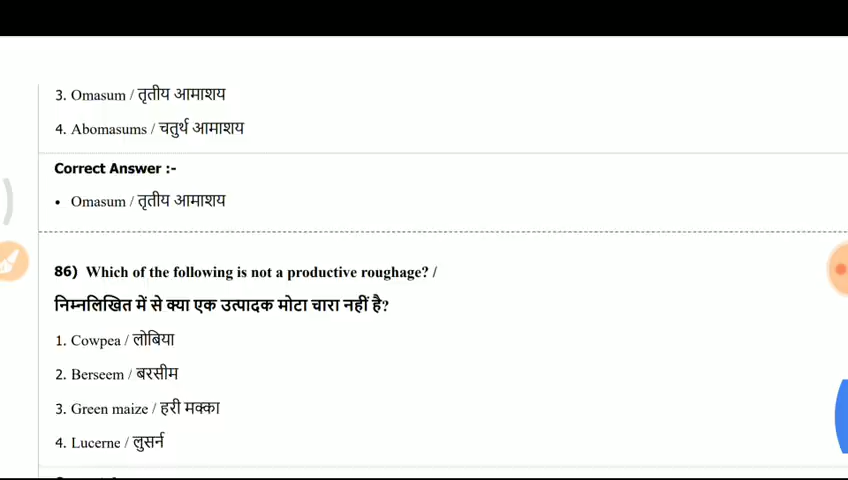 3. Omasum / तृतीय आमाशय
4. Abomasums / चतुर्थ आमाशय
Correct Answer :-
• Omasum / तृतीय आमाशय
86) Which of the following is not a productive roughage? /
निम्नलिखित में से क्या एक उत्पादक मोटा चारा नहीं है?
1. Cowpea / लोबिया
2. Berseem / बरसीम
3. Green maize / हरी मक्का
4. Lucerne / लुसर्न